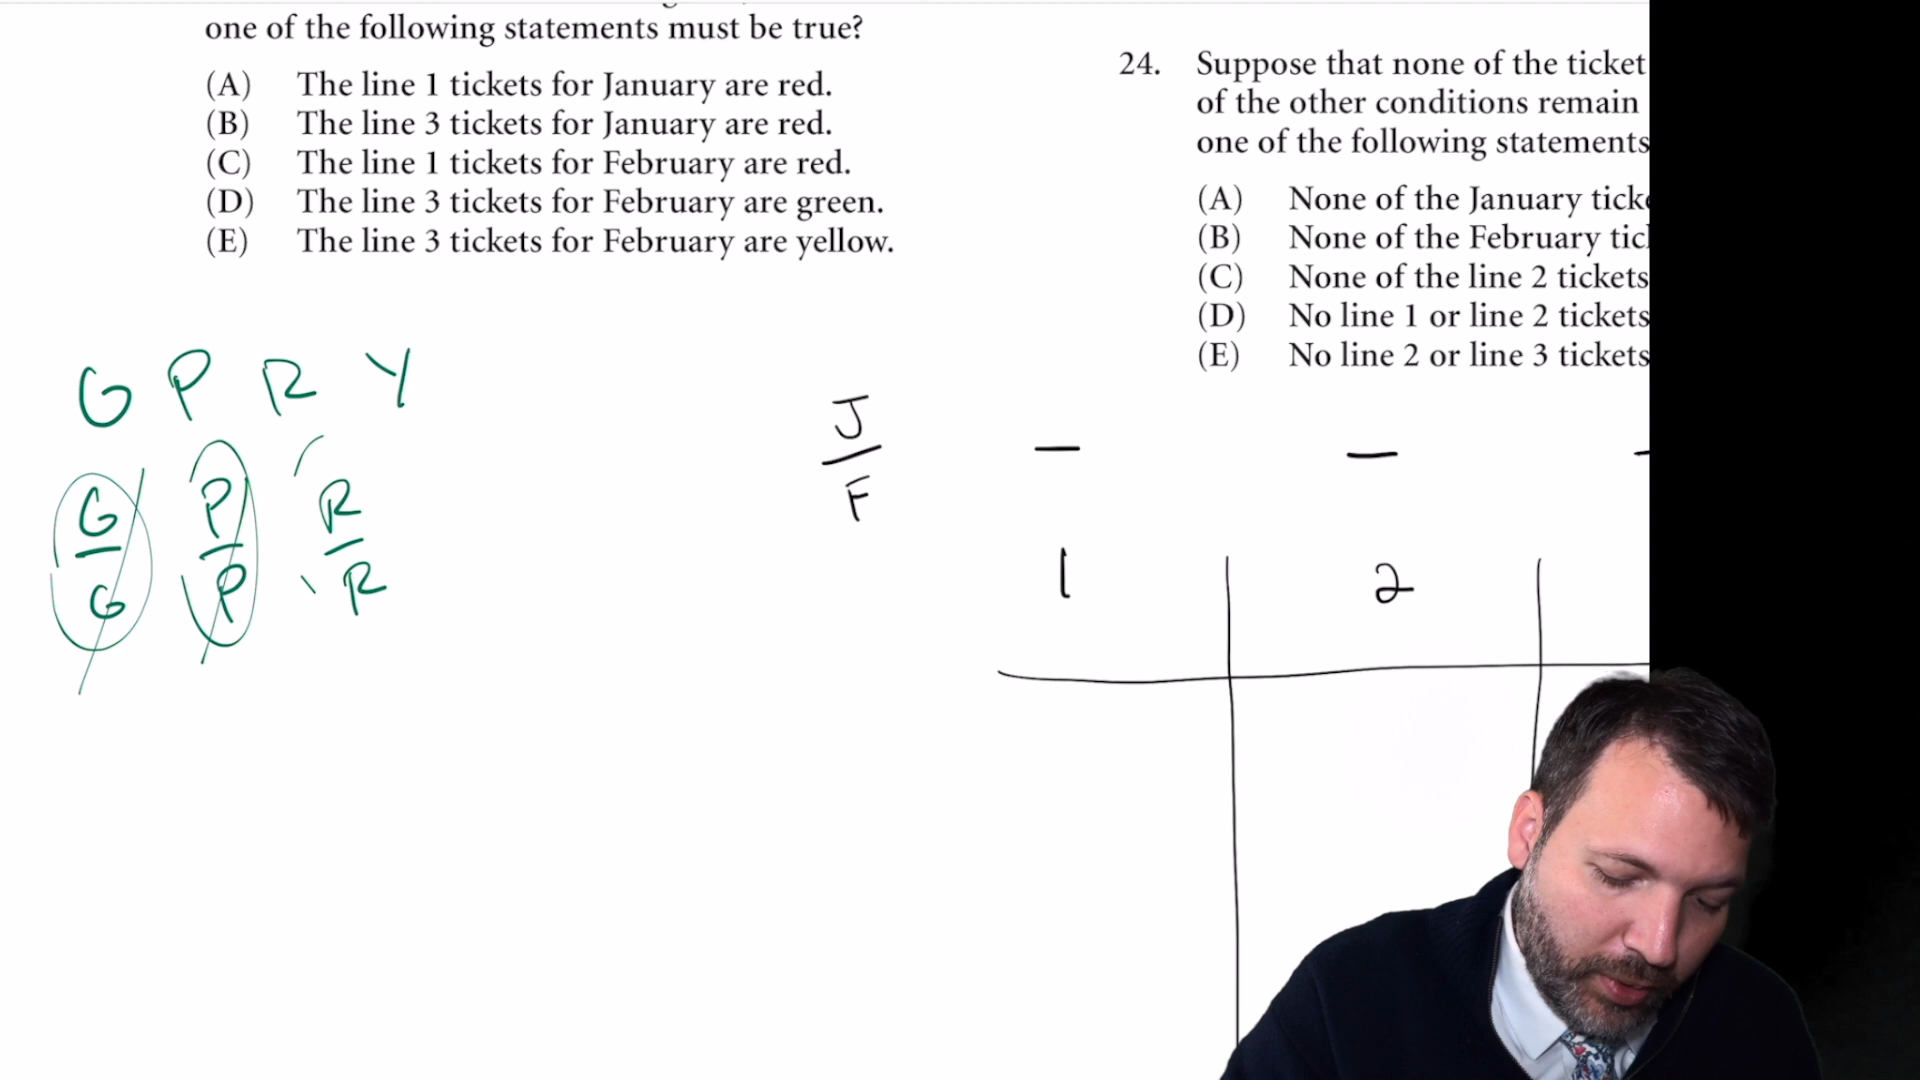 one of the following statements must be true?
(A) The line 1 tickets for January are red.
(B) The line 3 tickets for January are red.
(C) The line 1 tickets for February are red.
(D) The line 3 tickets for February are green.
(E) The line 3 tickets for February are yellow.
24. Suppose that none of the ticket
of the other conditions remain
one of the following statements
(A) None of the January
(B) None of the February
(C) None of the line 2 tickets
(D) No line 1 or line 2 tickets
(E) No line 2 or line 3 tickets
G P R Y
G P R
G P R
J
F
1 2